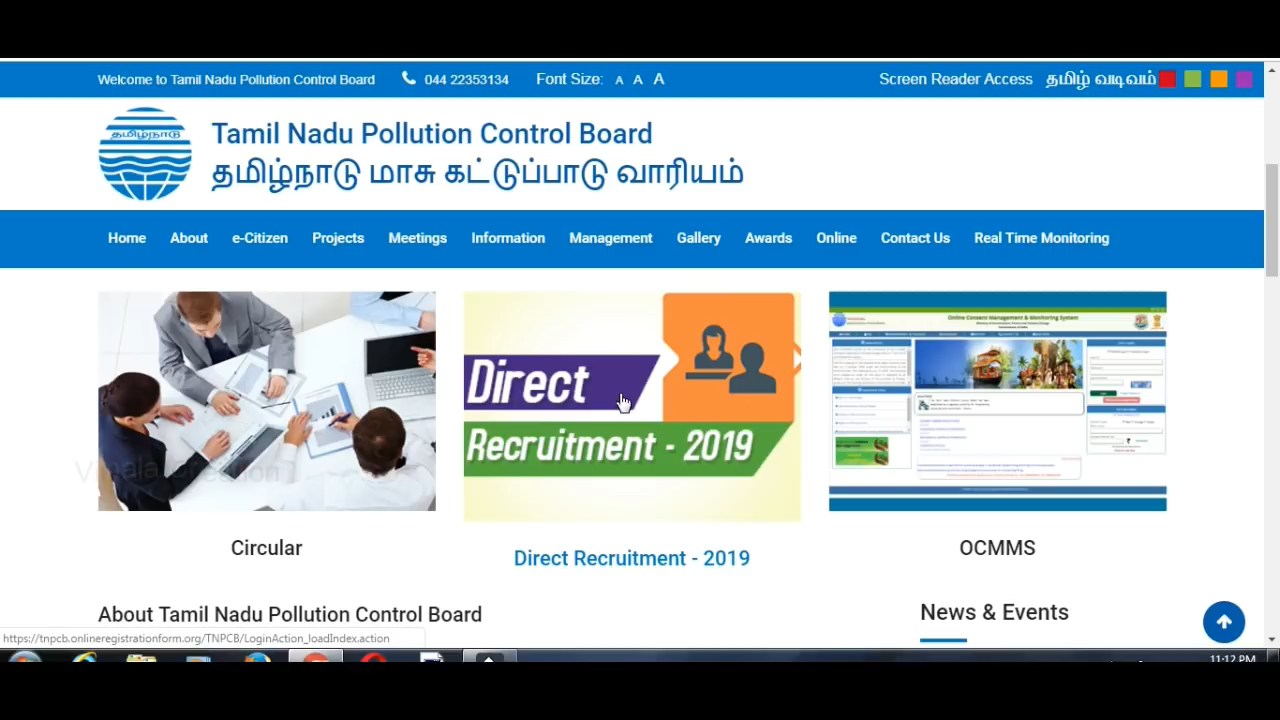 Welcome to Tamil Nadu Pollution Control Board 044 22353134 Font Size: A A A Screen Reader Access தமிழ் வடிவம்
தமிழ்நாடு
Tamil Nadu Pollution Control Board
தமிழ்நாடு மாசு கட்டுப்பாடு வாரியம்
Home About e-Citizen Projects Meetings Information Management Gallery Awards Online Contact Us Real Time Monitoring
Direct
Recruitment - 2019
Online Consent Management & Monitoring System
Circular
Direct Recruitment - 2019
OCMMS
About Tamil Nadu Pollution Control Board
News & Events
https://tnpcb.onlineregistrationform.org/TNPCB/LoginAction_loadIndex.action
11:12 PM